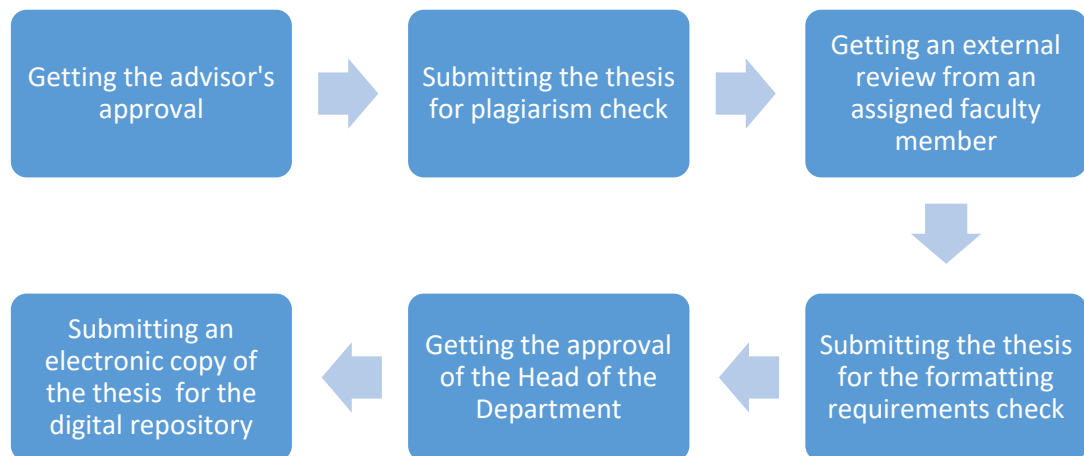 Getting the advisor's
approval
Submitting the thesis
for plagiarism check
Getting an external
review from an
assigned faculty
member
Submitting the thesis
for the formatting
requirements check
Getting the approval
of the Head of the
Department
Submitting an
electronic copy of
the thesis for the
digital repository